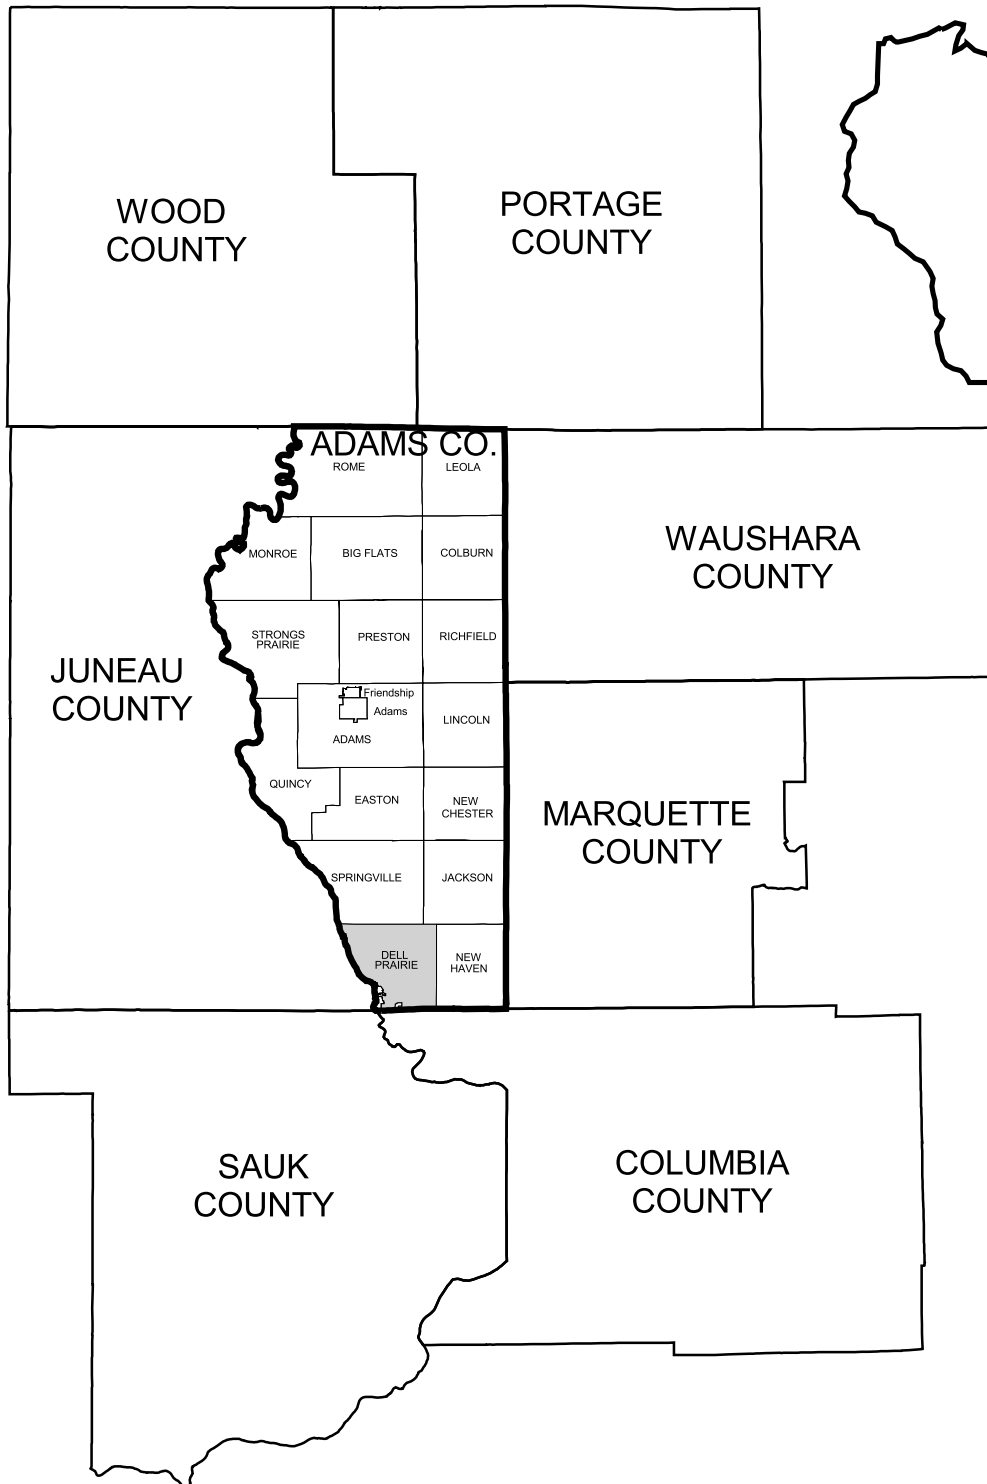 WOOD
COUNTY
PORTAGE
COUNTY
ADAMS CO.
ROME
LEOLA
MONROE
BIG FLATS
COLBURN
WAUSHARA
COUNTY
STRONGS
PRAIRIE
PRESTON
RICHFIELD
JUNEAU
COUNTY
Friendship
Adams
LINCOLN
ADAMS
QUINCY
EASTON
NEW
CHESTER
MARQUETTE
COUNTY
SPRINGVILLE
JACKSON
DELL
PRAIRIE
NEW
HAVEN
SAUK
COUNTY
COLUMBIA
COUNTY